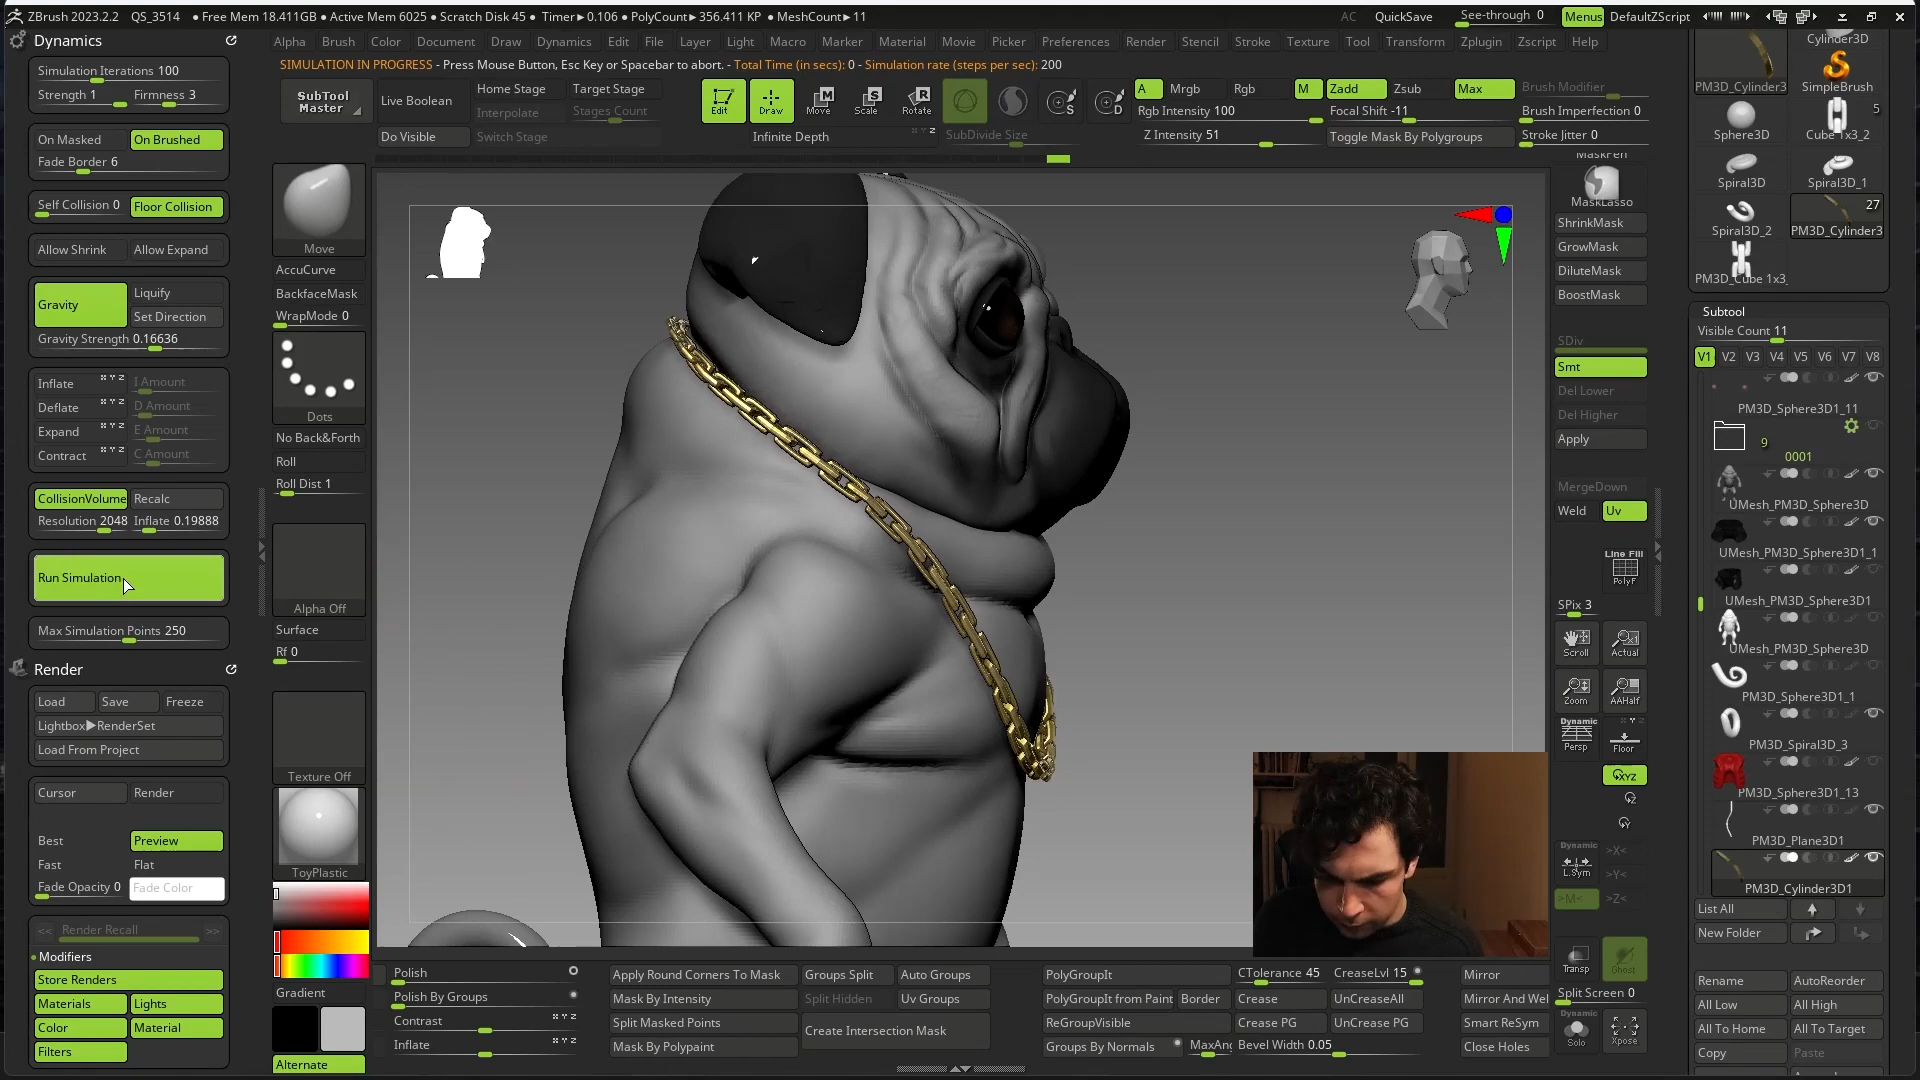 ZBrush 2023.2.2 QS_3514 ● Free Mem 18.411GB ● Active Mem 6025 ● Scratch Disk 45 ● Timer▶0.106 ● PolyCount▶356.411 KP ● MeshCount▶11 AC QuickSave See-through 0 Menus DefaultZScript
Dynamics
Alpha Brush Color Document Draw Dynamics Edit File Layer Light Macro Marker Material Movie Picker Preferences Render Stencil Stroke Texture Tool Transform Zplugin Zscript Help
SIMULATION IN PROGRESS - Press Mouse Button, Esc Key or Spacebar to abort. - Total Time (in secs): 0 - Simulation rate (steps per sec): 200
Simulation Iterations 100
Strength 1 Firmness 3
On Masked On Brushed
Fade Border 6
Self Collision 0 Floor Collision
Allow Shrink Allow Expand
Gravity Liquify
Set Direction
Gravity Strength 0.16636
Inflate I Amount
Deflate D Amount
Expand E Amount
Contract C Amount
CollisionVolume Recalc
Resolution 2048 Inflate 0.19888
Run Simulation
Max Simulation Points 250
Render
Load Save Freeze
Lightbox▶RenderSet
Load From Project
Cursor Render
Best Preview
Fast Flat
Fade Opacity 0 Fade Color
<< Render Recall >>
Modifiers
Store Renders
Materials Lights
Color Material
Filters
SubTool Master
Live Boolean
Do Visible
Home Stage Target Stage
Interpolate Stages Count
Switch Stage
Edit Draw Move Scale Rotate
Infinite Depth
SubDivide Size
A Mrgb Rgb M Zadd Zsub Max Brush Modifier
Rgb Intensity 100 Focal Shift -11 Brush Imperfection 0
Z Intensity 51 Toggle Mask By Polygroups Stroke Jitter 0
Move
AccuCurve
BackfaceMask
WrapMode 0
Dots
No Back&Forth
Roll
Roll Dist 1
Alpha Off
Surface
Rf 0
Texture Off
ToyPlastic
Gradient
Alternate
MaskPen
MaskLasso
ShrinkMask
GrowMask
DiluteMask
BoostMask
SDiv
Smt
Del Lower
Del Higher
Apply
MergeDown
Weld Uv
Line Fill
PolyF
SPix 3
Scroll Actual
Zoom AAHalf
Dynamic
Persp Floor
XYZ
Dynamic
L.Sym
>X<
>Y<
>M< >Z<
Transp Ghost
Split Screen 0
Dynamic
Solo Xpose
Cylinder3D
PM3D_Cylinder3 SimpleBrush
5
Sphere3D Cube 1x3_2
Spiral3D Spiral3D_1
27
Spiral3D_2 PM3D_Cylinder3
PM3D_Cube 1x3_
Subtool
Visible Count 11
V1 V2 V3 V4 V5 V6 V7 V8
PM3D_Sphere3D1_11
9
0001
UMesh_PM3D_Sphere3D
UMesh_PM3D_Sphere3D1_1
UMesh_PM3D_Sphere3D1
UMesh_PM3D_Sphere3D
PM3D_Sphere3D1_1
PM3D_Spiral3D_3
PM3D_Sphere3D1_13
PM3D_Plane3D1
PM3D_Cylinder3D1
List All
New Folder
Rename AutoReorder
All Low All High
All To Home All To Target
Copy Paste
Polish
Polish By Groups
Contrast
Inflate
Apply Round Corners To Mask Groups Split Auto Groups
Mask By Intensity Split Hidden Uv Groups
Split Masked Points Create Intersection Mask
Mask By Polypaint
PolyGroupIt CTolerance 45 CreaseLvl 15 Mirror
PolyGroupIt from Paint Border Crease UnCreaseAll Mirror And Wel
ReGroupVisible Crease PG UnCrease PG Smart ReSym
Groups By Normals MaxAng Bevel Width 0.05 Close Holes